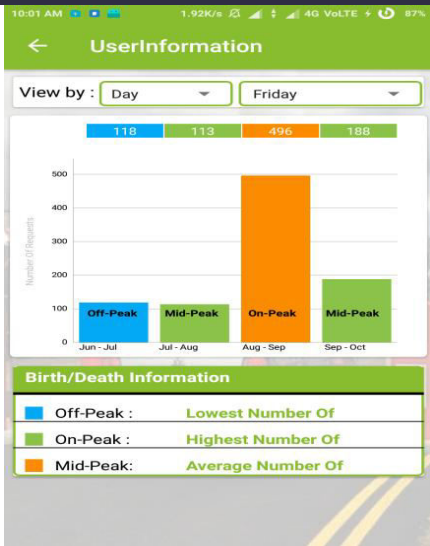 10:01 AM 1.92K/s 4G VoLTE 87%
UserInformation
View by : Day Friday
118 113 496 188
500
400
300
200
100
0
Number Of Requests
Off-Peak Mid-Peak On-Peak Mid-Peak
Jun - Jul Jul - Aug Aug - Sep Sep - Oct
Birth/Death Information
Off-Peak : Lowest Number Of
On-Peak : Highest Number Of
Mid-Peak: Average Number Of